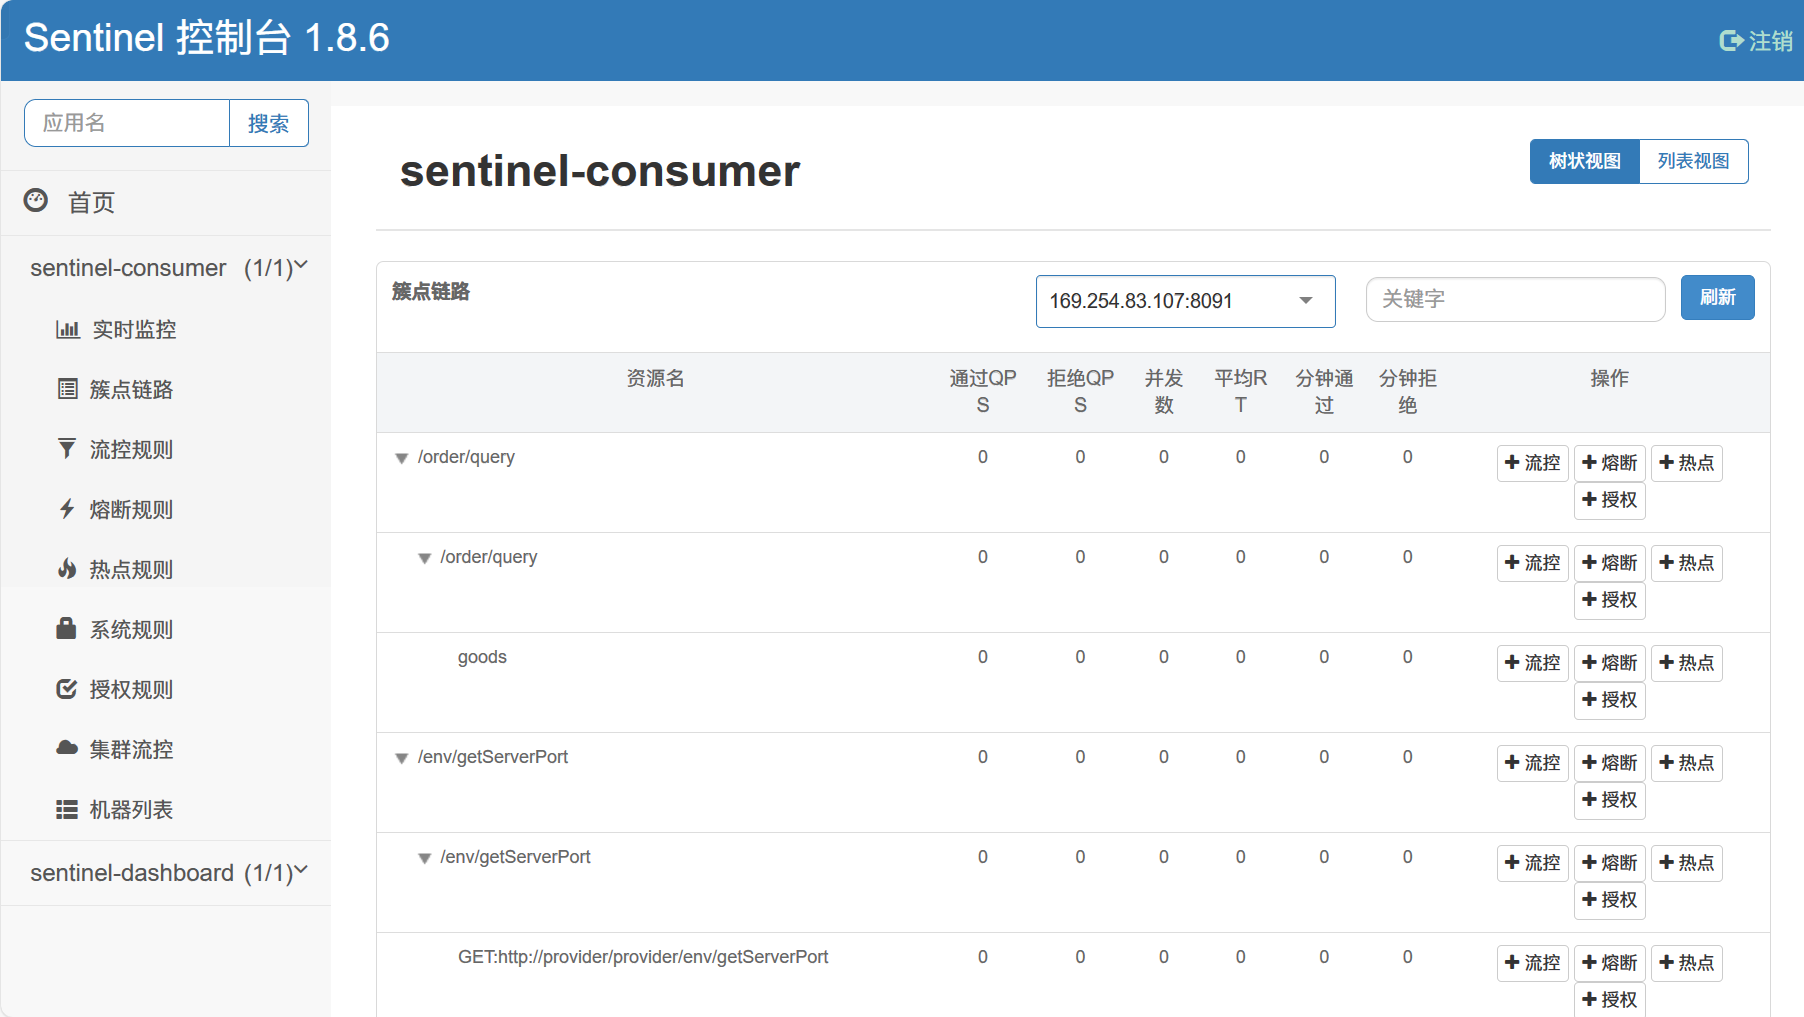 Sentinel 控制台 1.8.6
注销
应用名 搜索
首页
sentinel-consumer (1/1)
实时监控
簇点链路
流控规则
熔断规则
热点规则
系统规则
授权规则
集群流控
机器列表
sentinel-dashboard (1/1)
sentinel-consumer
树状视图 列表视图
簇点链路 169.254.83.107:8091 关键字 刷新
资源名 通过QPS 拒绝QPS 并发数 平均RT 分钟通过 分钟拒绝 操作
/order/query 0 0 0 0 0 0 流控 熔断 热点
授权
/order/query 0 0 0 0 0 0 流控 熔断 热点
授权
goods 0 0 0 0 0 0 流控 熔断 热点
授权
/env/getServerPort 0 0 0 0 0 0 流控 熔断 热点
授权
/env/getServerPort 0 0 0 0 0 0 流控 熔断 热点
授权
GET:http://provider/provider/env/getServerPort 0 0 0 0 0 0 流控 熔断 热点
授权